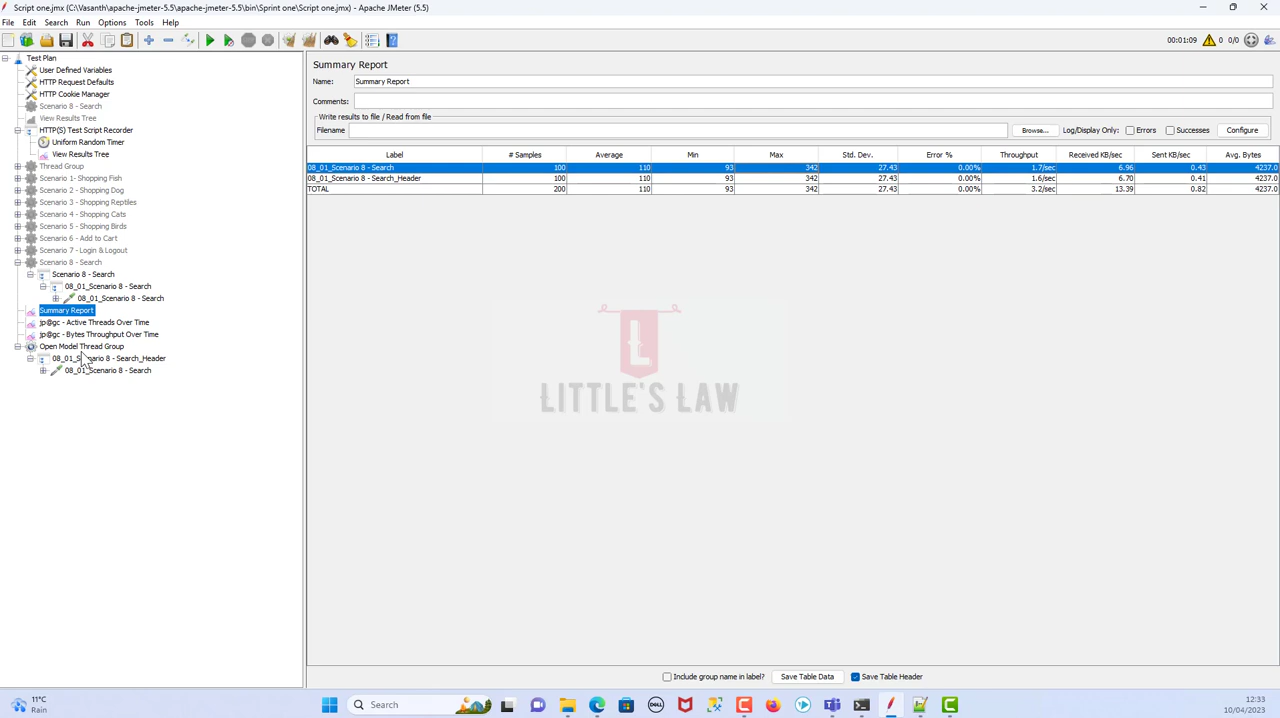 Script one.jmx (C:\Vasanth\apache-jmeter-5.5\apache-jmeter-5.5\bin\Sprint one\Script one.jmx) - Apache JMeter (5.5)
File Edit Search Run Options Tools Help
00:01:09 0 0/0
Test Plan
User Defined Variables
HTTP Request Defaults
HTTP Cookie Manager
Scenario 8 - Search
View Results Tree
HTTP(S) Test Script Recorder
Uniform Random Timer
View Results Tree
Thread Group
Scenario 1- Shopping Fish
Scenario 2 - Shopping Dog
Scenario 3 - Shopping Reptiles
Scenario 4 - Shopping Cats
Scenario 5 - Shopping Birds
Scenario 6 - Add to Cart
Scenario 7 - Login & Logout
Scenario 8 - Search
Scenario 8 - Search
08_01_Scenario 8 - Search
08_01_Scenario 8 - Search
Summary Report
jp@gc - Active Threads Over Time
jp@gc - Bytes Throughput Over Time
Open Model Thread Group
08_01_Scenario 8 - Search_Header
08_01_Scenario 8 - Search
Summary Report
Name: Summary Report
Comments:
Write results to file / Read from file
Filename Browse... Log/Display Only: Errors Successes Configure
Label # Samples Average Min Max Std. Dev. Error % Throughput Received KB/sec Sent KB/sec Avg. Bytes
08_01_Scenario 8 - Search 100 110 93 342 27.43 0.00% 1.7/sec 6.96 0.43 4237.0
08_01_Scenario 8 - Search_Header 100 110 93 342 27.43 0.00% 1.6/sec 6.70 0.41 4237.0
TOTAL 200 110 93 342 27.43 0.00% 3.2/sec 13.39 0.82 4237.0
L
LITTLE'S LAW
Include group name in label? Save Table Data Save Table Header
11°C
Rain
Search
DELL
12:33
10/04/2023